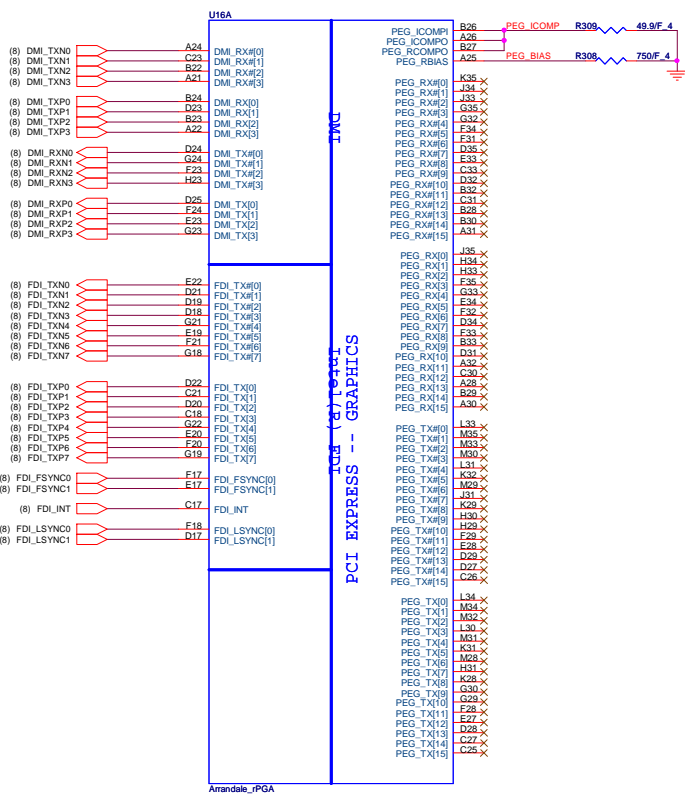 U16A
(8) DMI_TXN0 A24 DMI_RX#[0]
(8) DMI_TXN1 C23 DMI_RX#[1]
(8) DMI_TXN2 B22 DMI_RX#[2]
(8) DMI_TXN3 A21 DMI_RX#[3]
(8) DMI_TXP0 B24 DMI_RX[0]
(8) DMI_TXP1 D23 DMI_RX[1]
(8) DMI_TXP2 B23 DMI_RX[2]
(8) DMI_TXP3 A22 DMI_RX[3]
(8) DMI_RXN0 D24 DMI_TX#[0]
(8) DMI_RXN1 G24 DMI_TX#[1]
(8) DMI_RXN2 F23 DMI_TX#[2]
(8) DMI_RXN3 H23 DMI_TX#[3]
(8) DMI_RXP0 D25 DMI_TX[0]
(8) DMI_RXP1 F24 DMI_TX[1]
(8) DMI_RXP2 E23 DMI_TX[2]
(8) DMI_RXP3 G23 DMI_TX[3]
(8) FDI_TXN0 E22 FDI_TX#[0]
(8) FDI_TXN1 D21 FDI_TX#[1]
(8) FDI_TXN2 D19 FDI_TX#[2]
(8) FDI_TXN3 D18 FDI_TX#[3]
(8) FDI_TXN4 G21 FDI_TX#[4]
(8) FDI_TXN5 E19 FDI_TX#[5]
(8) FDI_TXN6 F21 FDI_TX#[6]
(8) FDI_TXN7 G18 FDI_TX#[7]
(8) FDI_TXP0 D22 FDI_TX[0]
(8) FDI_TXP1 C21 FDI_TX[1]
(8) FDI_TXP2 D20 FDI_TX[2]
(8) FDI_TXP3 C18 FDI_TX[3]
(8) FDI_TXP4 G22 FDI_TX[4]
(8) FDI_TXP5 E20 FDI_TX[5]
(8) FDI_TXP6 F20 FDI_TX[6]
(8) FDI_TXP7 G19 FDI_TX[7]
(8) FDI_FSYNC0 F17 FDI_FSYNC[0]
(8) FDI_FSYNC1 E17 FDI_FSYNC[1]
(8) FDI_INT C17 FDI_INT
(8) FDI_LSYNC0 F18 FDI_LSYNC[0]
(8) FDI_LSYNC1 D17 FDI_LSYNC[1]
DMI
Intel(R) FDI
PCI EXPRESS -- GRAPHICS
PEG_ICOMPI B26 PEG_ICOMP R309 49.9/F_4
PEG_ICOMPO A26
PEG_RCOMPO B27
PEG_RBIAS A25 PEG_BIAS R308 750/F_4
PEG_RX#[0] K35
PEG_RX#[1] J34
PEG_RX#[2] J33
PEG_RX#[3] G35
PEG_RX#[4] G32
PEG_RX#[5] F34
PEG_RX#[6] F31
PEG_RX#[7] D35
PEG_RX#[8] E33
PEG_RX#[9] C33
PEG_RX#[10] D32
PEG_RX#[11] B32
PEG_RX#[12] C31
PEG_RX#[13] B28
PEG_RX#[14] B30
PEG_RX#[15] A31
PEG_RX[0] J35
PEG_RX[1] H34
PEG_RX[2] H33
PEG_RX[3] F35
PEG_RX[4] G33
PEG_RX[5] E34
PEG_RX[6] F32
PEG_RX[7] D34
PEG_RX[8] F33
PEG_RX[9] B33
PEG_RX[10] D31
PEG_RX[11] A32
PEG_RX[12] C30
PEG_RX[13] A28
PEG_RX[14] B29
PEG_RX[15] A30
PEG_TX#[0] L33
PEG_TX#[1] M35
PEG_TX#[2] M33
PEG_TX#[3] M30
PEG_TX#[4] L31
PEG_TX#[5] K32
PEG_TX#[6] M29
PEG_TX#[7] J31
PEG_TX#[8] K29
PEG_TX#[9] H30
PEG_TX#[10] H29
PEG_TX#[11] F29
PEG_TX#[12] E28
PEG_TX#[13] D29
PEG_TX#[14] D27
PEG_TX#[15] C26
PEG_TX[0] L34
PEG_TX[1] M34
PEG_TX[2] M32
PEG_TX[3] L30
PEG_TX[4] M31
PEG_TX[5] K31
PEG_TX[6] M28
PEG_TX[7] H31
PEG_TX[8] K28
PEG_TX[9] G30
PEG_TX[10] G29
PEG_TX[11] F28
PEG_TX[12] E27
PEG_TX[13] D28
PEG_TX[14] C27
PEG_TX[15] C25
Arrandale_rPGA